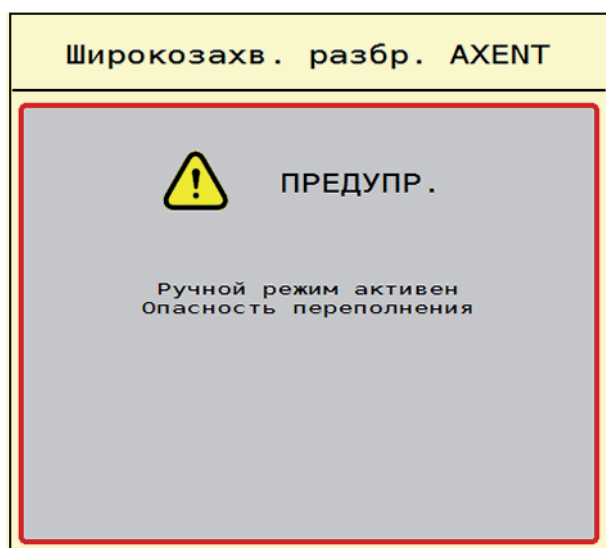 Широкозахв. разбр. AXENT
ПРЕДУПР.
Ручной режим активен
Опасность переполнения